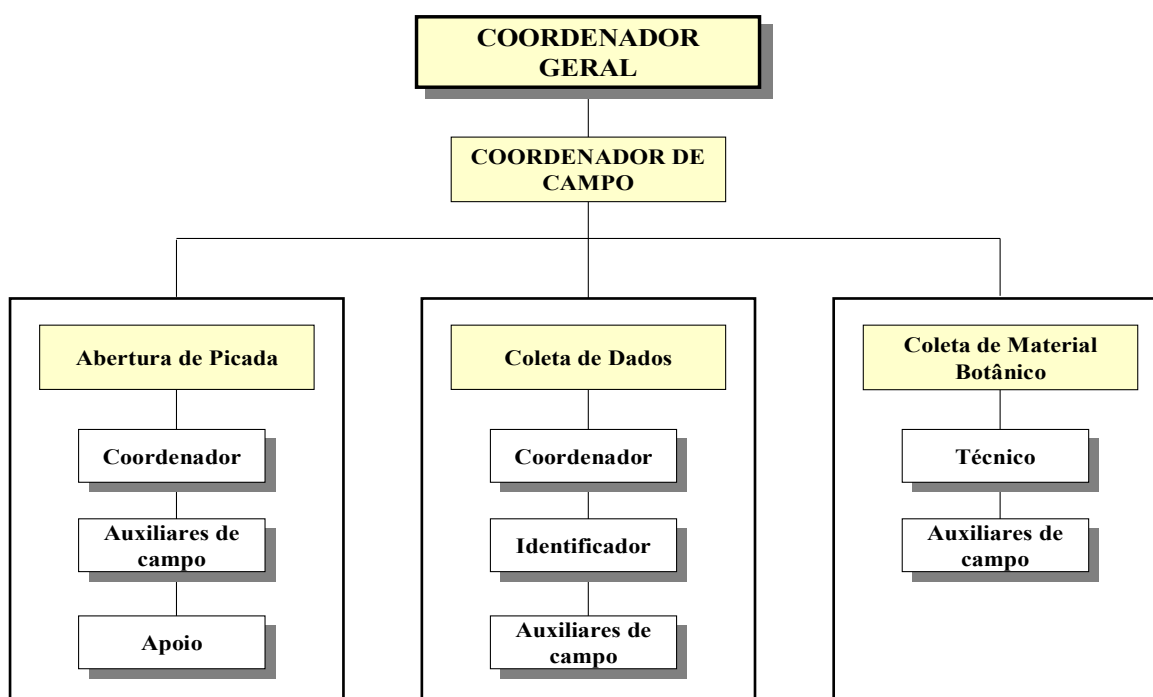 COORDENADOR
GERAL
COORDENADOR DE
CAMPO
Abertura de Picada
Coordenador
Auxiliares de
campo
Apoio
Coleta de Dados
Coordenador
Identificador
Auxiliares de
campo
Coleta de Material
Botânico
Técnico
Auxiliares de
campo